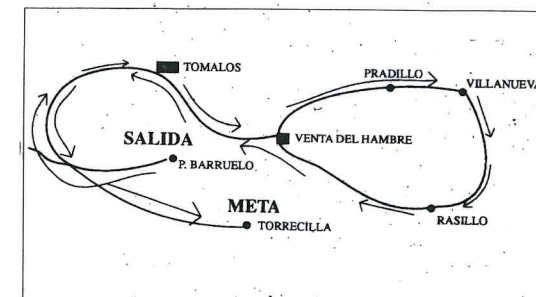 TOMALOS
PRADILLO
VILLANUEVA
SALIDA
VENTA DEL HAMBRE
P. BARRUELO
META
RASILLO
TORRECILLA